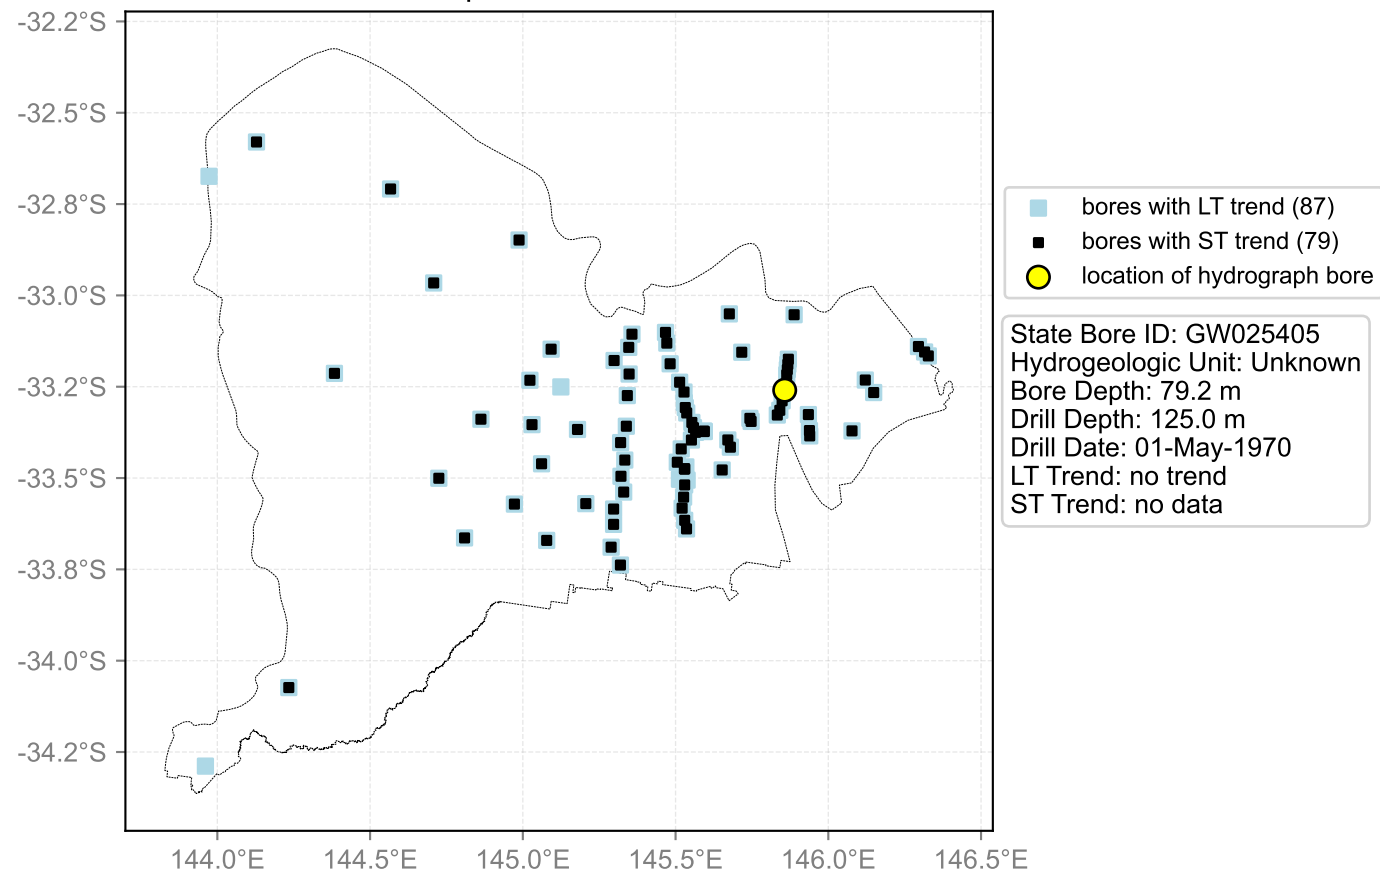 -32.2°S
-32.5°S
-32.8°S
-33.0°S
-33.2°S
-33.5°S
-33.8°S
-34.0°S
-34.2°S
144.0°E
144.5°E
145.0°E
145.5°E
146.0°E
146.5°E
bores with LT trend (87)
bores with ST trend (79)
location of hydrograph bore
State Bore ID: GW025405
Hydrogeologic Unit: Unknown
Bore Depth: 79.2 m
Drill Depth: 125.0 m
Drill Date: 01-May-1970
LT Trend: no trend
ST Trend: no data